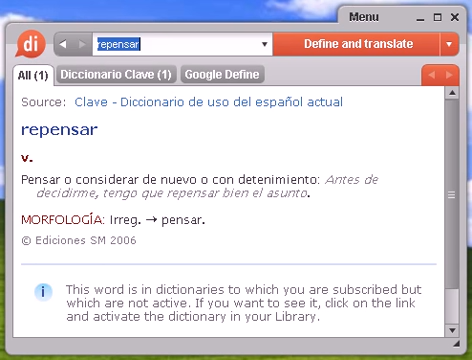 Menu
di
repensar
Define and translate
All (1)
Diccionario Clave (1)
Google Define
Source: Clave - Diccionario de uso del español actual
repensar
v.
Pensar o considerar de nuevo o con detenimiento: Antes de
decidirme, tengo que repensar bien el asunto.
MORFOLOGÍA: Irreg. → pensar.
© Ediciones SM 2006
i
This word is in dictionaries to which you are subscribed but
which are not active. If you want to see it, click on the link
and activate the dictionary in your Library.